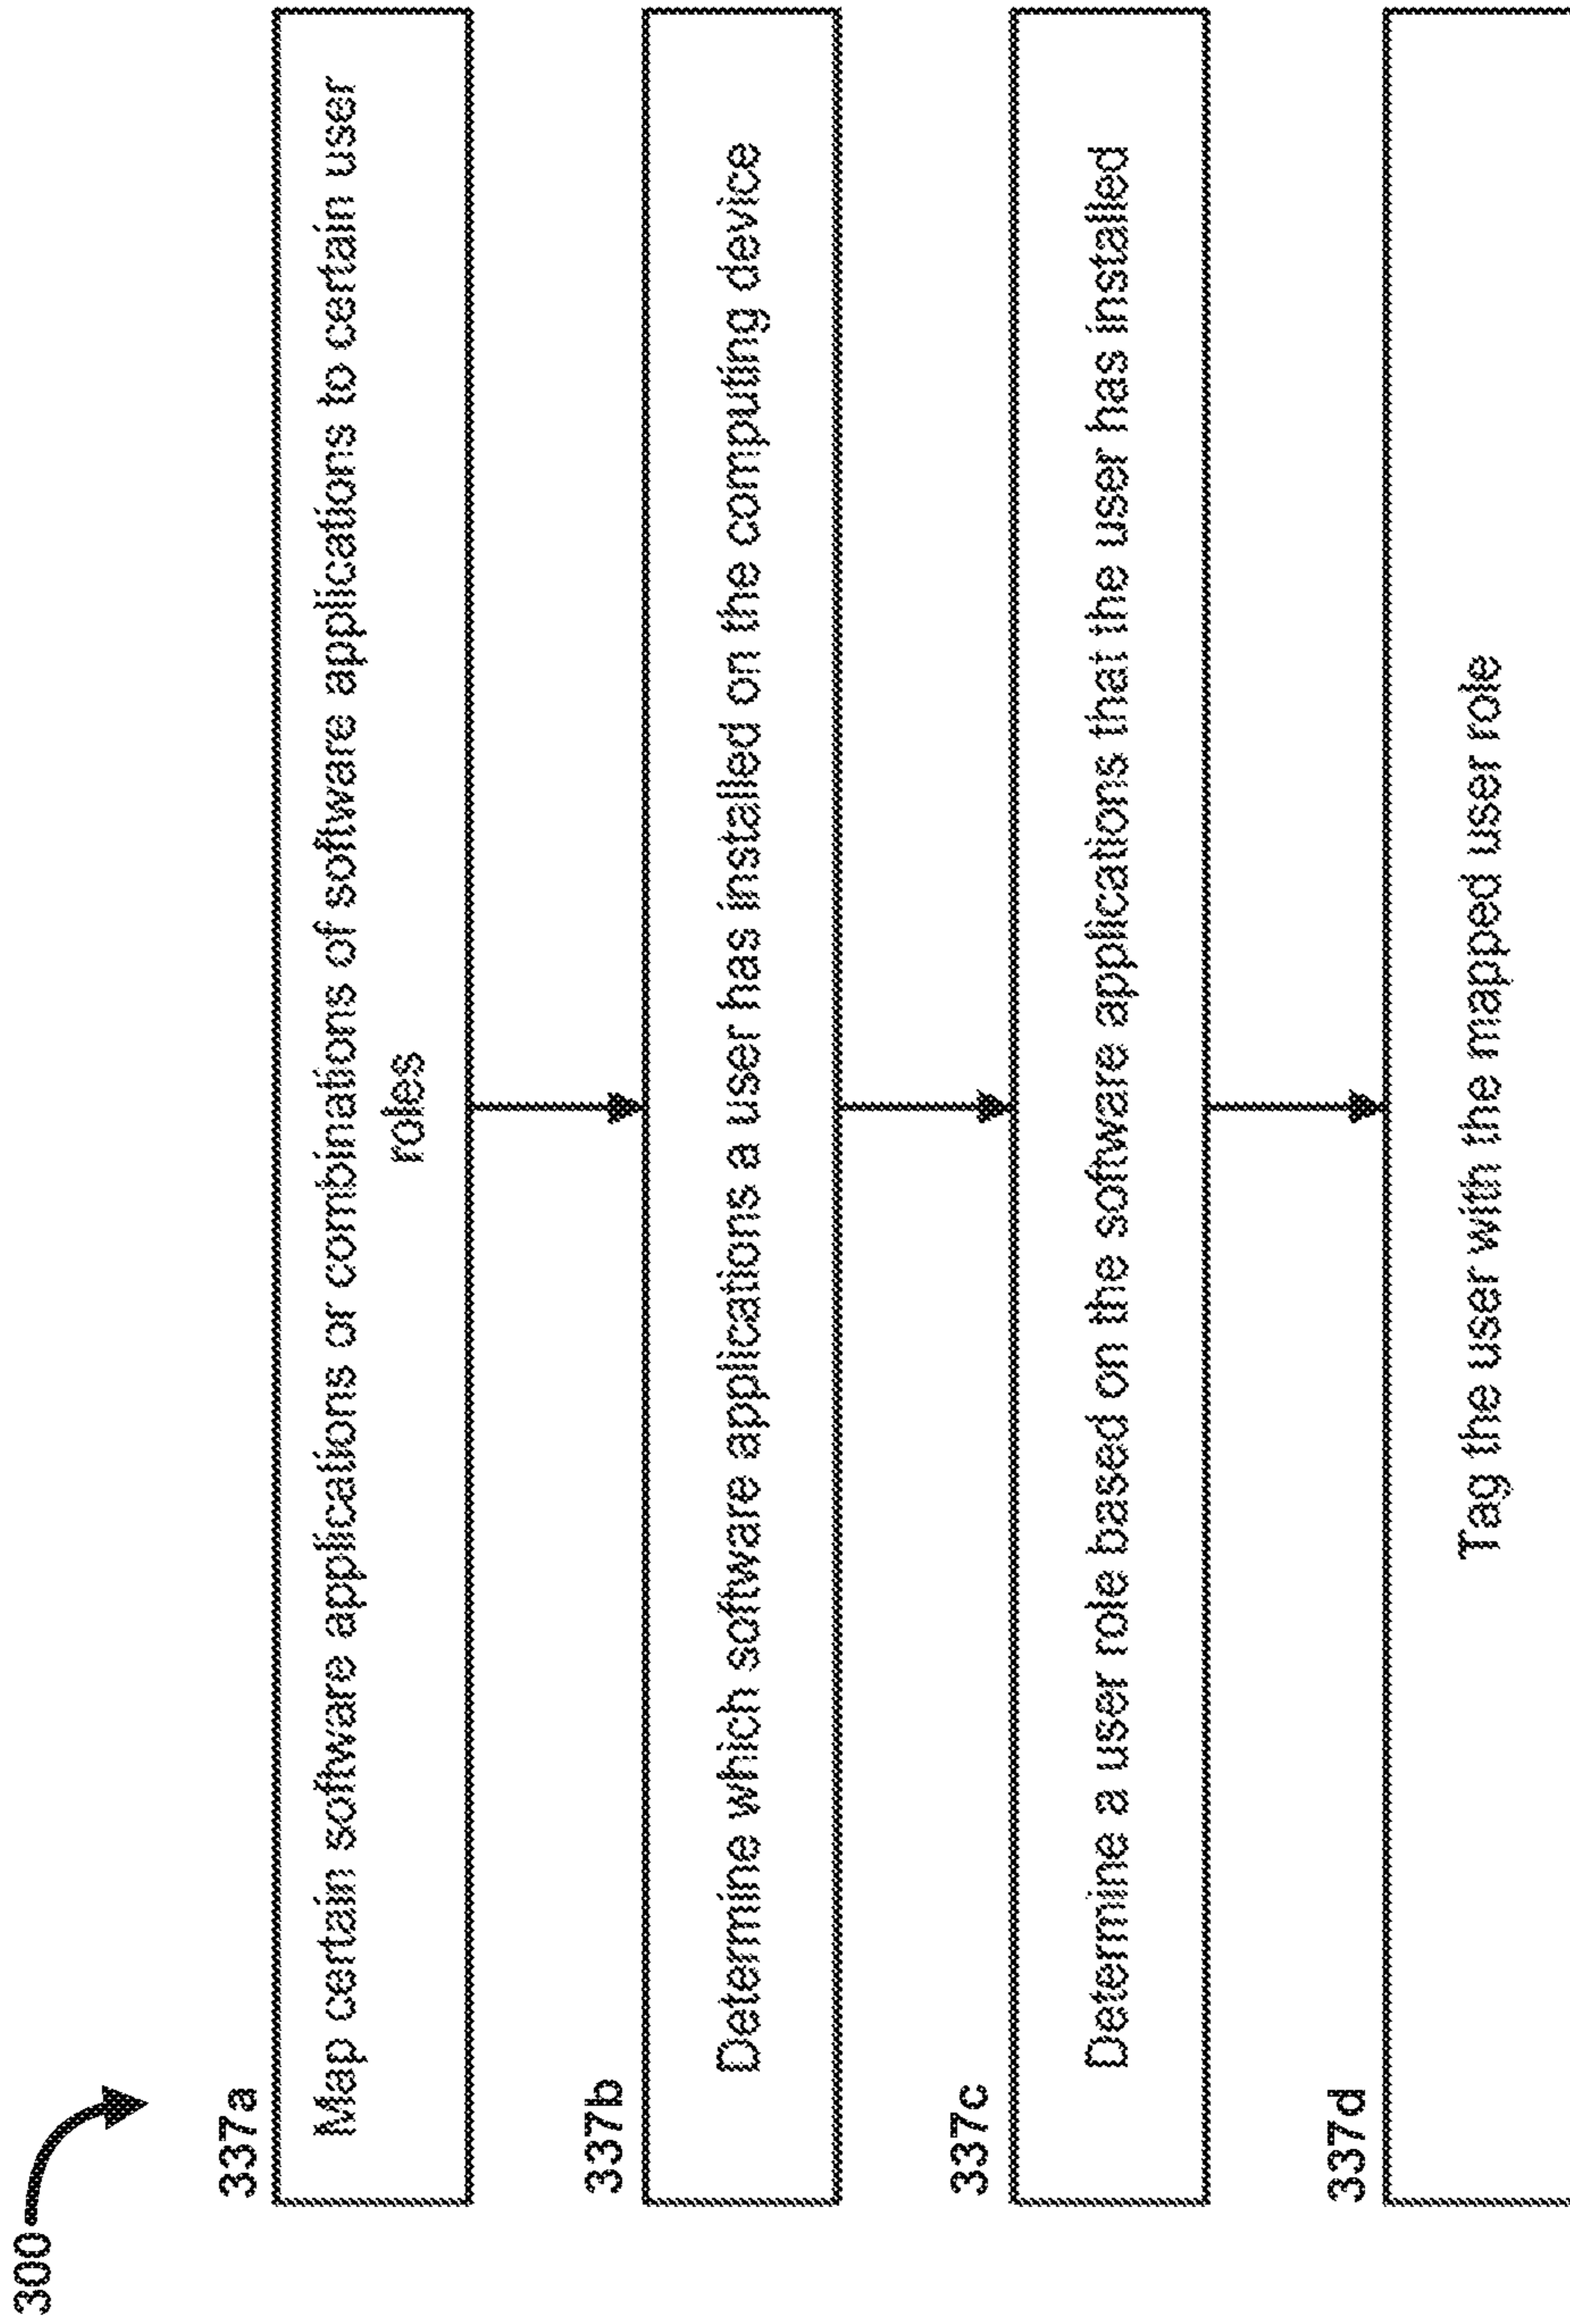 300
337a
Map certain software applications or combinations of software applications to certain user
roles
337b
Determine which software applications a user has installed on the computing device
337c
Determine a user role based on the software applications that the user has installed
337d
Tag the user with the mapped user role